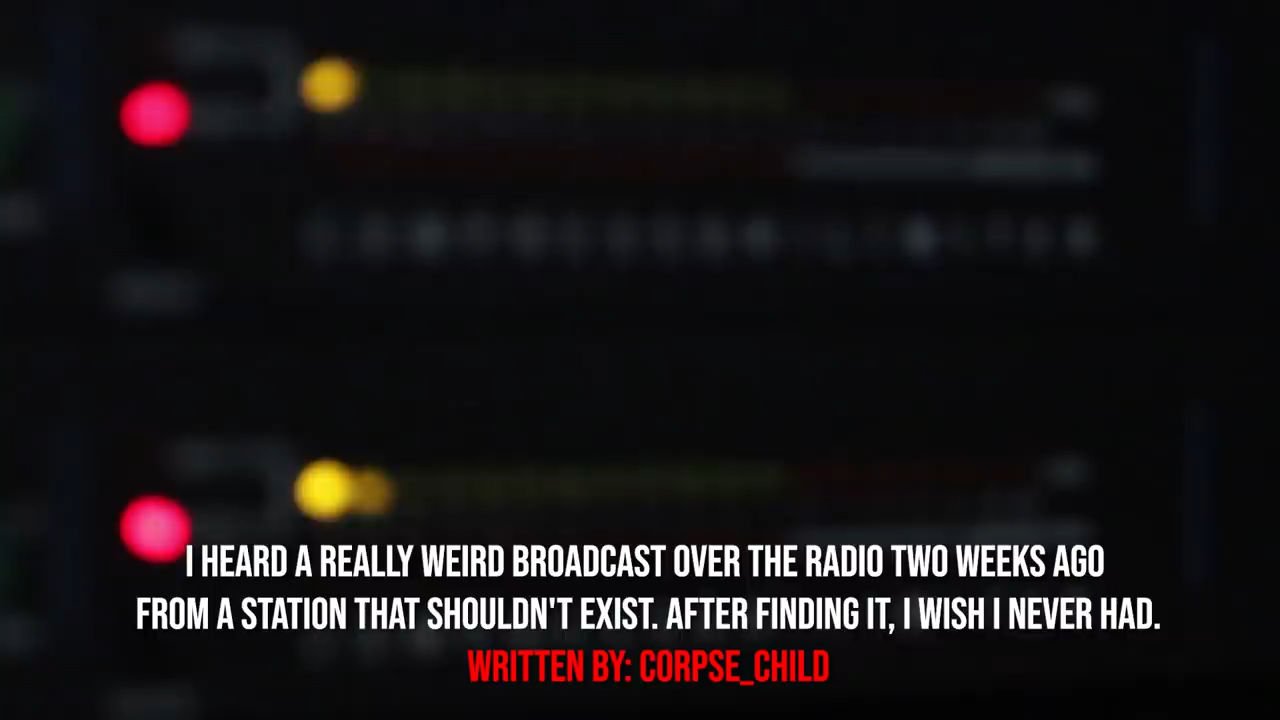 I HEARD A REALLY WEIRD BROADCAST OVER THE RADIO TWO WEEKS AGO
FROM A STATION THAT SHOULDN'T EXIST. AFTER FINDING IT, I WISH I NEVER HAD.
WRITTEN BY: CORPSE_CHILD